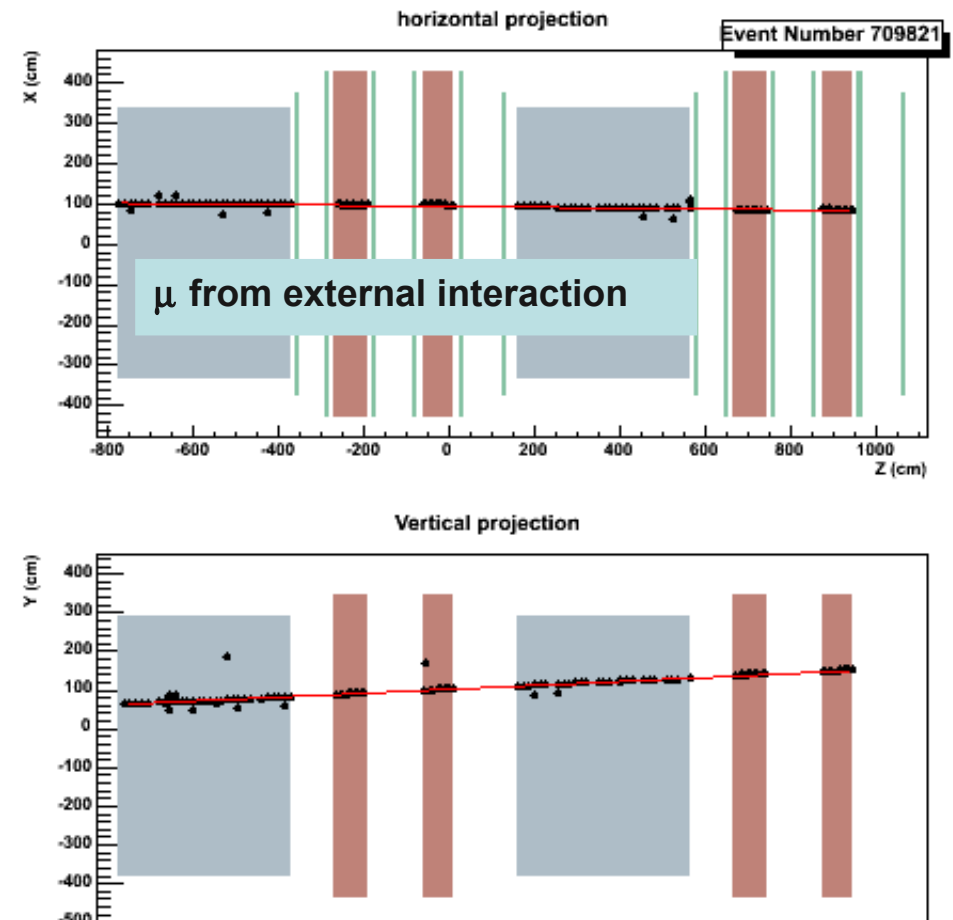 horizontal projection
Event Number 709821
X (cm)
400
300
200
100
0
-100
-200
-300
-400
μ from external interaction
-800 -600 -400 -200 0 200 400 600 800 1000
Z (cm)
Vertical projection
Y (cm)
400
300
200
100
0
-100
-200
-300
-400
-500